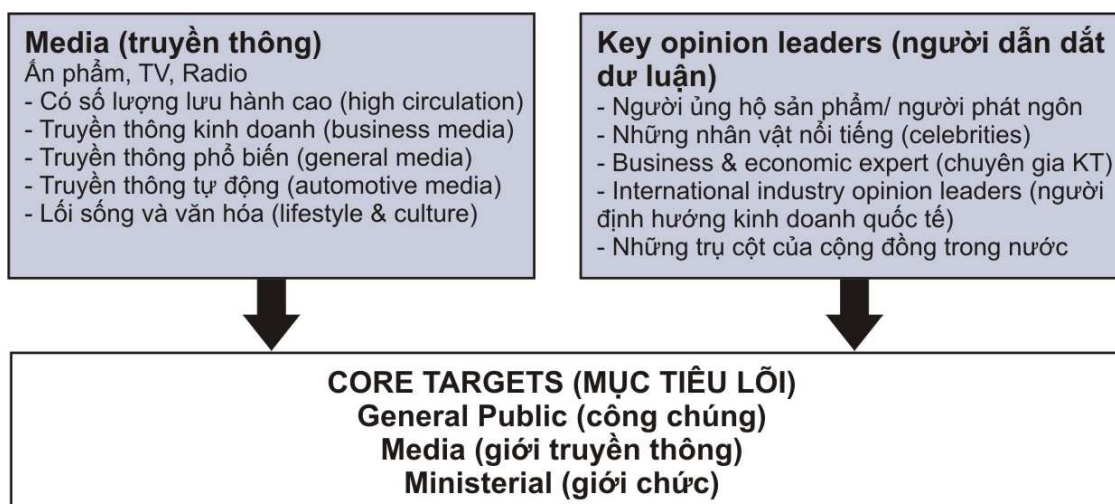 Media (truyền thông)
Ấn phẩm, TV, Radio
- Có số lượng lưu hành cao (high circulation)
- Truyền thông kinh doanh (business media)
- Truyền thông phổ biến (general media)
- Truyền thông tự động (automotive media)
- Lối sống và văn hóa (lifestyle & culture)
Key opinion leaders (người dẫn dắt
dư luận)
- Người ủng hộ sản phẩm/ người phát ngôn
- Những nhân vật nổi tiếng (celebrities)
- Business & economic expert (chuyên gia KT)
- International industry opinion leaders (người
định hướng kinh doanh quốc tế)
- Những trụ cột của cộng đồng trong nước
CORE TARGETS (MỤC TIÊU LÕI)
General Public (công chúng)
Media (giới truyền thông)
Ministerial (giới chức)